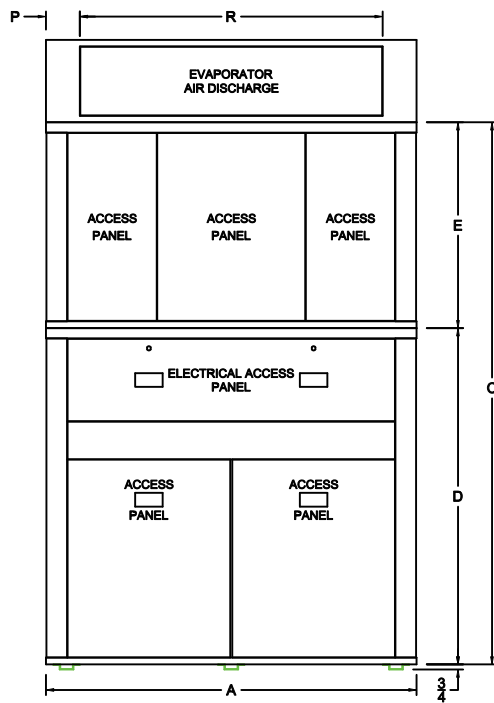 P
R
EVAPORATOR
AIR DISCHARGE
ACCESS
PANEL
ACCESS
PANEL
ACCESS
PANEL
E
C
ELECTRICAL ACCESS
PANEL
D
ACCESS
PANEL
ACCESS
PANEL
A
3
4